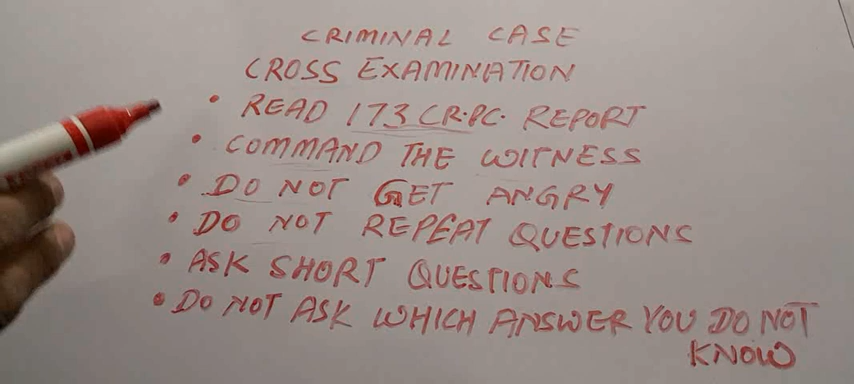 CRIMINAL CASE
CROSS EXAMINATION
• READ 173 CR.PC. REPORT
• COMMAND THE WITNESS
• DO NOT GET ANGRY
• DO NOT REPEAT QUESTIONS
• ASK SHORT QUESTIONS
• DO NOT ASK WHICH ANSWER YOU DO NOT
KNOW